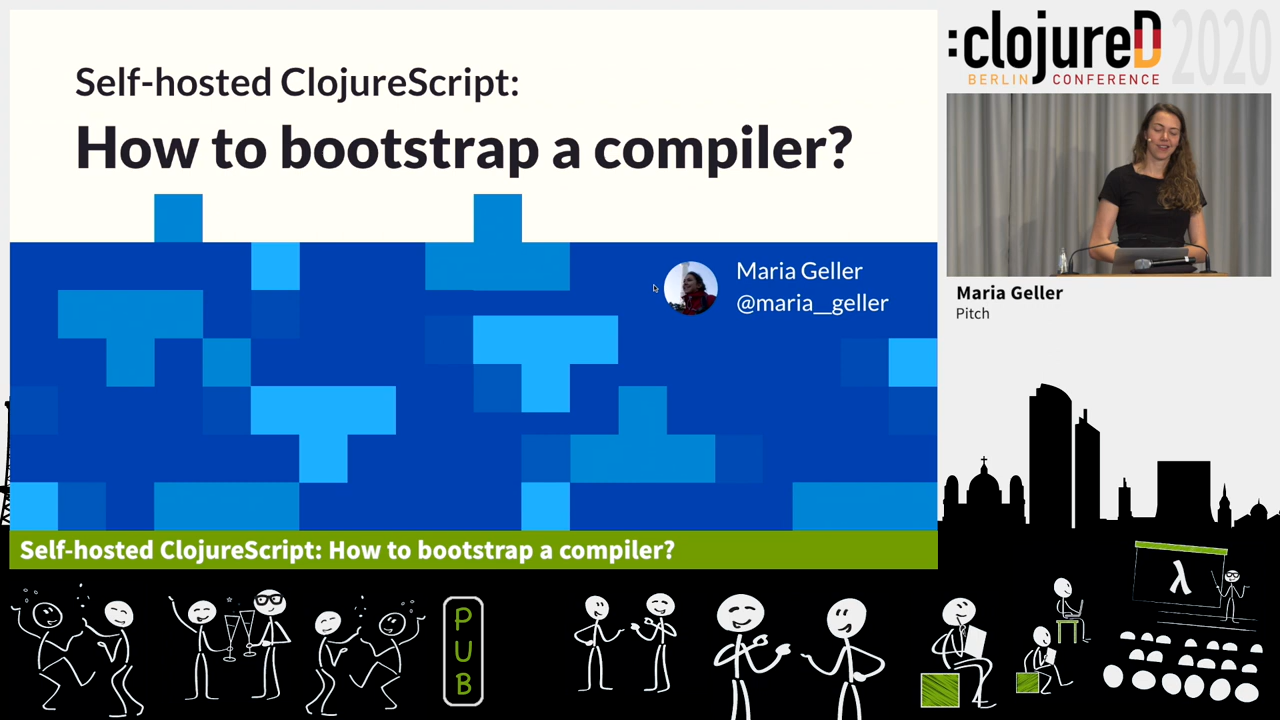 Self-hosted ClojureScript:
How to bootstrap a compiler?
Maria Geller
@maria__geller
Self-hosted ClojureScript: How to bootstrap a compiler?
:clojureD 2020
BERLIN CONFERENCE
Maria Geller
Pitch
PUB
λ